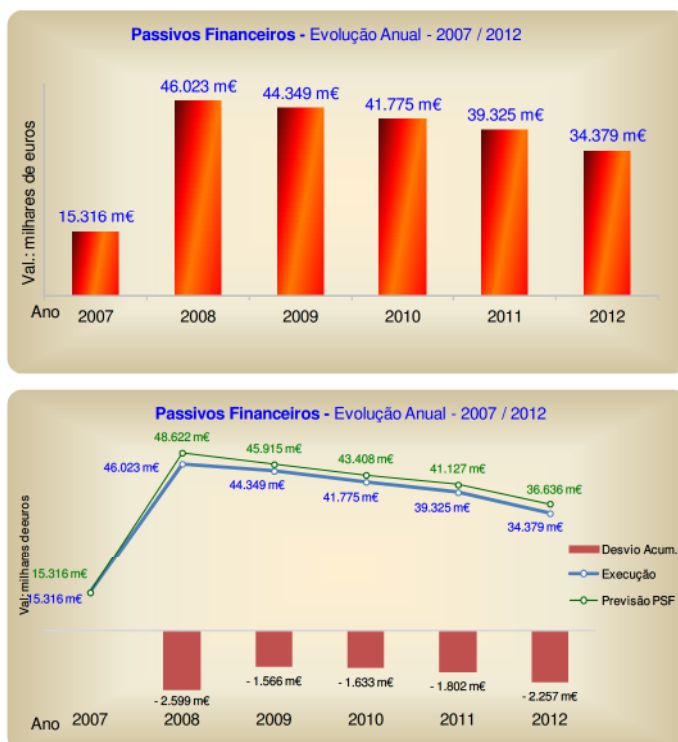 Passivos Financeiros - Evolução Anual - 2007 / 2012
Val.: milhares de euros
15.316 m€
46.023 m€
44.349 m€
41.775 m€
39.325 m€
34.379 m€
Ano 2007 2008 2009 2010 2011 2012
Passivos Financeiros - Evolução Anual - 2007 / 2012
Val.: milhares de euros
48.622 m€
45.915 m€
43.408 m€
41.127 m€
36.636 m€
46.023 m€
44.349 m€
41.775 m€
39.325 m€
34.379 m€
15.316 m€
15.316 m€
Desvio Acum.
Execução
Previsão PSF
- 2.599 m€
- 1.566 m€
- 1.633 m€
- 1.802 m€
- 2.257 m€
Ano 2007 2008 2009 2010 2011 2012